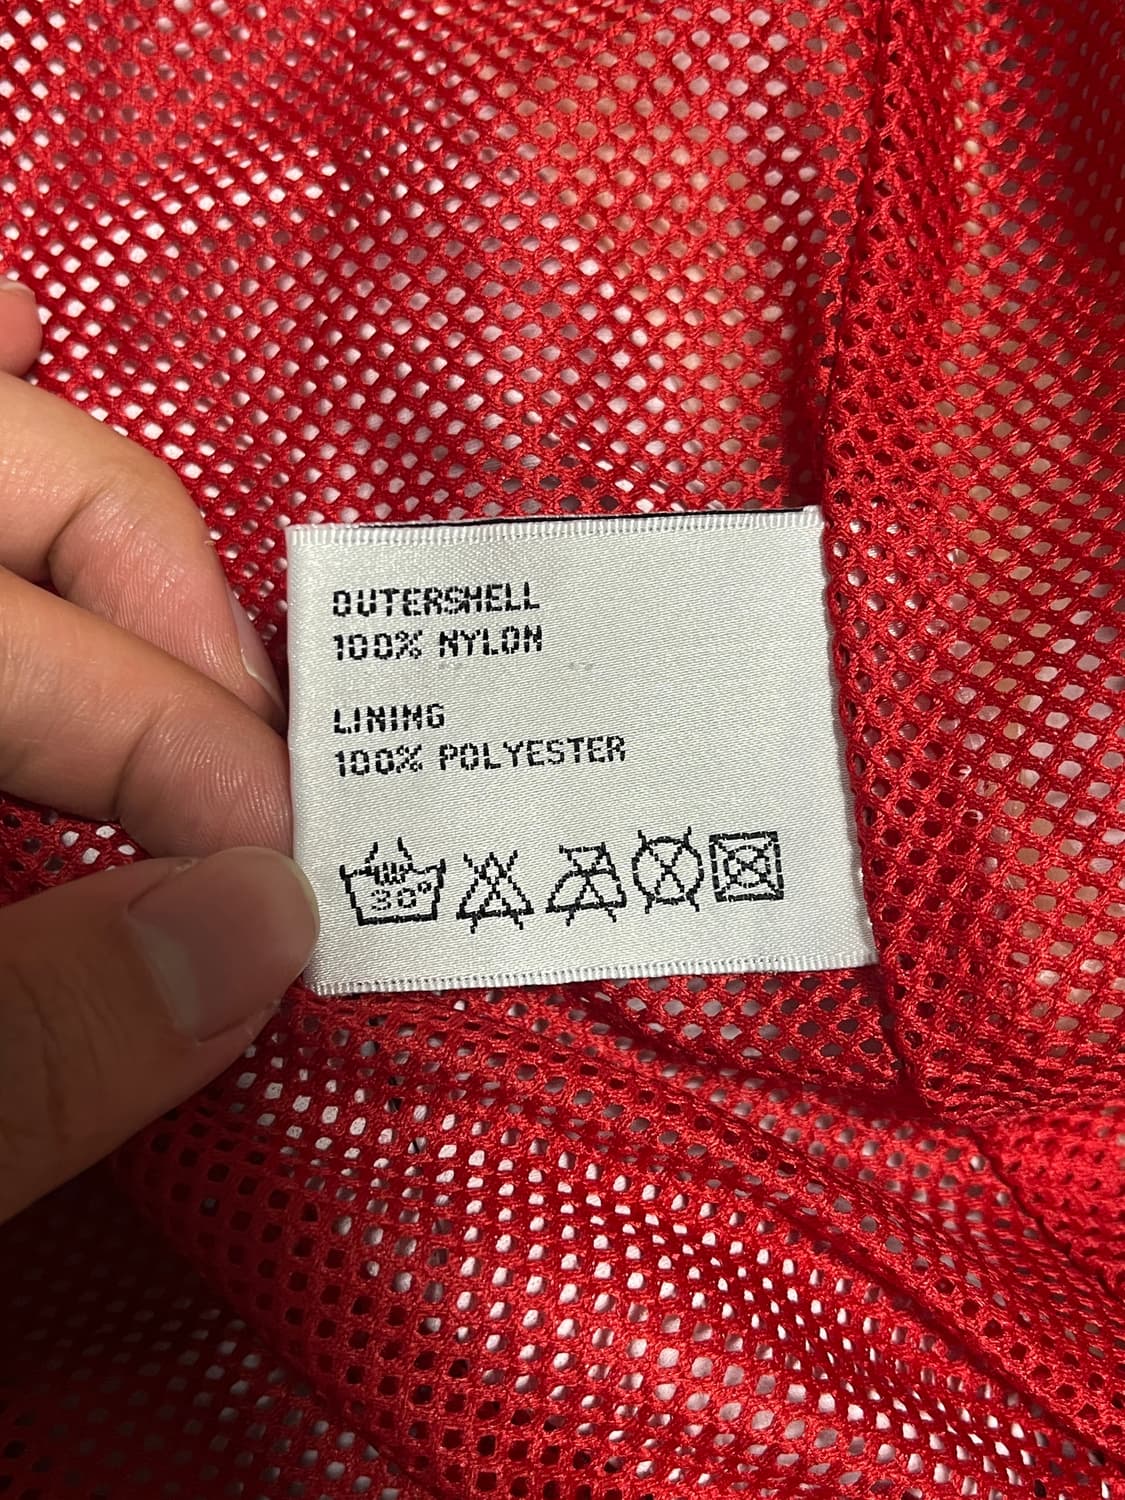 OUTERSHELL
100% NYLON
LINING
100% POLYESTER
30°